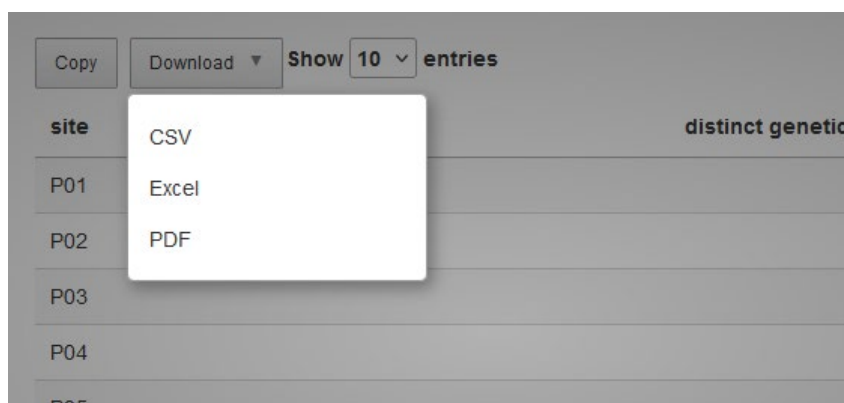 Copy Download ▼ Show 10 entries
site distinct genetic
CSV
P01
Excel
P02
PDF
P03
P04